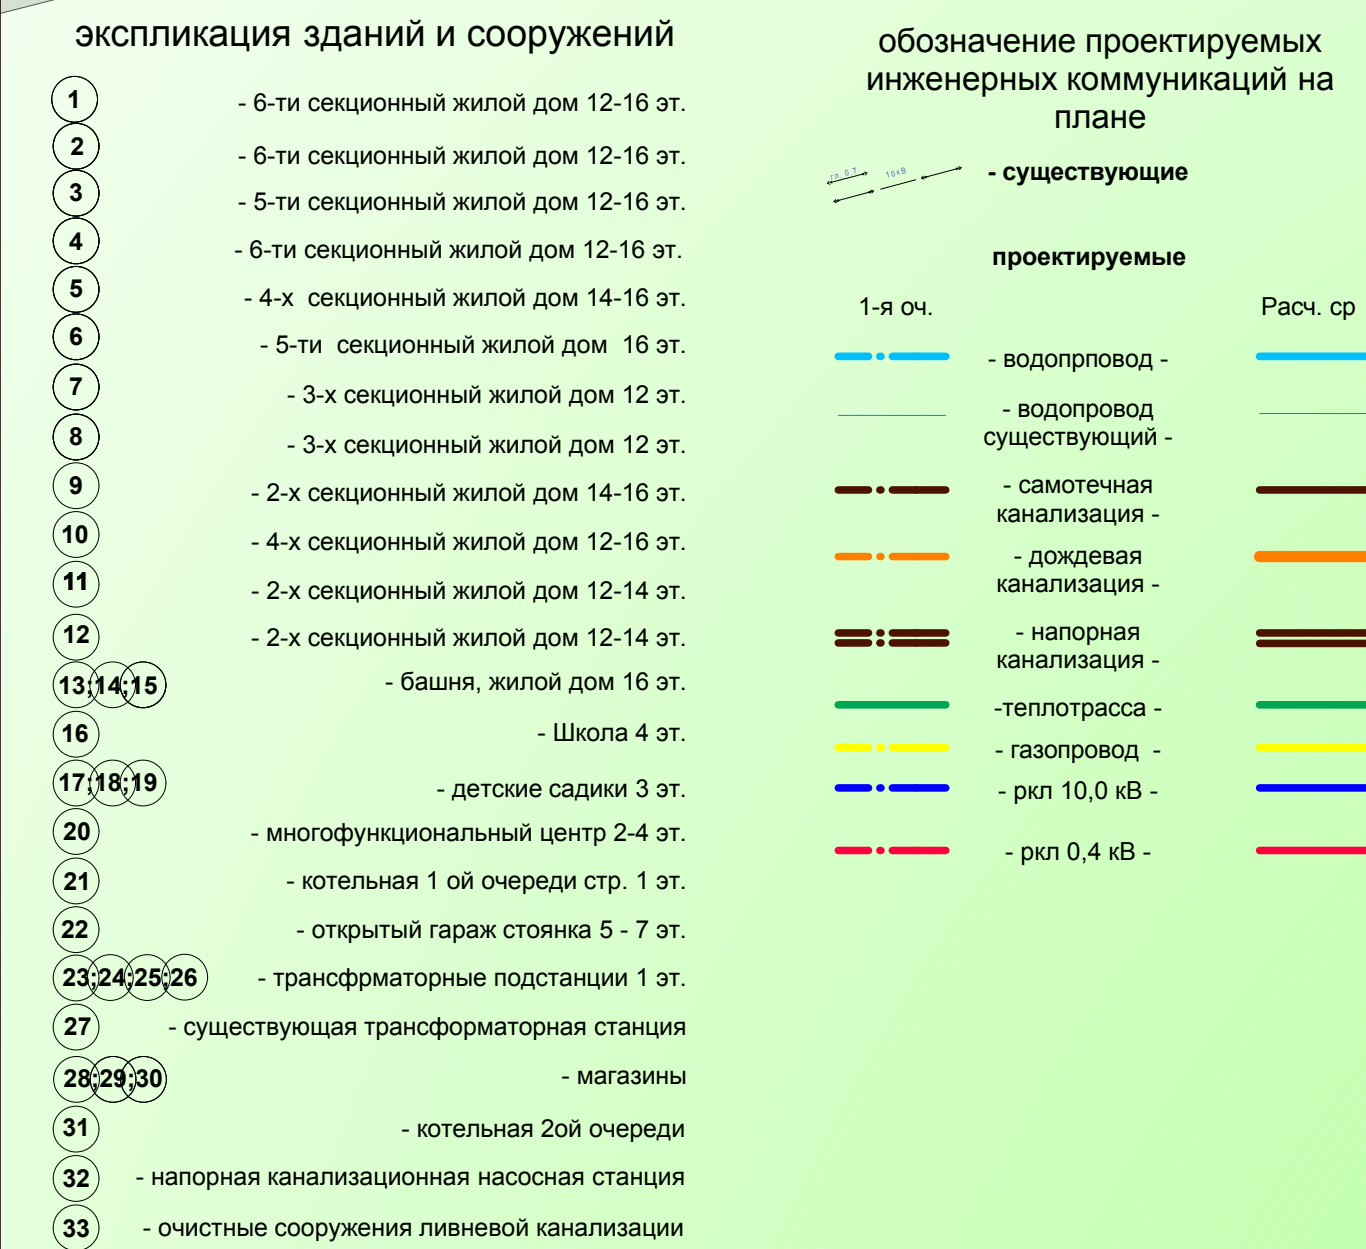 экспликация зданий и сооружений
1 - 6-ти секционный жилой дом 12-16 эт.
2 - 6-ти секционный жилой дом 12-16 эт.
3 - 5-ти секционный жилой дом 12-16 эт.
4 - 6-ти секционный жилой дом 12-16 эт.
5 - 4-х секционный жилой дом 14-16 эт.
6 - 5-ти секционный жилой дом 16 эт.
7 - 3-х секционный жилой дом 12 эт.
8 - 3-х секционный жилой дом 12 эт.
9 - 2-х секционный жилой дом 14-16 эт.
10 - 4-х секционный жилой дом 12-16 эт.
11 - 2-х секционный жилой дом 12-14 эт.
12 - 2-х секционный жилой дом 12-14 эт.
13;14;15 - башня, жилой дом 16 эт.
16 - Школа 4 эт.
17;18;19 - детские садики 3 эт.
20 - многофункциональный центр 2-4 эт.
21 - котельная 1 ой очереди стр. 1 эт.
22 - открытый гараж стоянка 5 - 7 эт.
23;24;25;26 - трансфрматорные подстанции 1 эт.
27 - существующая трансформаторная станция
28;29;30 - магазины
31 - котельная 2ой очереди
32 - напорная канализационная насосная станция
33 - очистные сооружения ливневой канализации
обозначение проектируемых
инженерных коммуникаций на
плане
гл. 0,7 10кВ - существующие
проектируемые
1-я оч. Расч. ср
- водопрповод -
- водопровод
существующий -
- самотечная
канализация -
- дождевая
канализация -
- напорная
канализация -
-теплотрасса -
- газопровод -
- ркл 10,0 кВ -
- ркл 0,4 кВ -